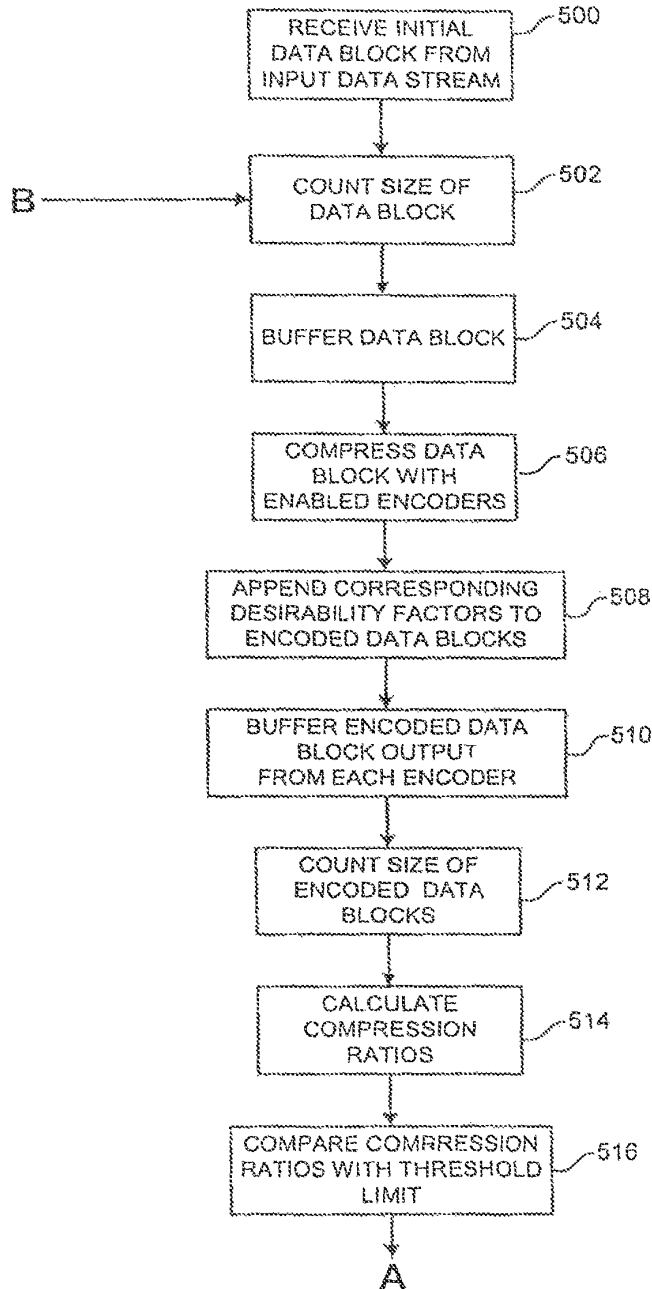 RECEIVE INITIAL
DATA BLOCK FROM
INPUT DATA STREAM
500
B
COUNT SIZE OF
DATA BLOCK
502
BUFFER DATA BLOCK
504
COMPRESS DATA
BLOCK WITH
ENABLED ENCODERS
506
APPEND CORRESPONDING
DESIRABILITY FACTORS TO
ENCODED DATA BLOCKS
508
BUFFER ENCODED DATA
BLOCK OUTPUT
FROM EACH ENCODER
510
COUNT SIZE OF
ENCODED DATA
BLOCKS
512
CALCULATE
COMPRESSION
RATIOS
514
COMPARE COMPRESSION
RATIOS WITH THRESHOLD
LIMIT
516
A